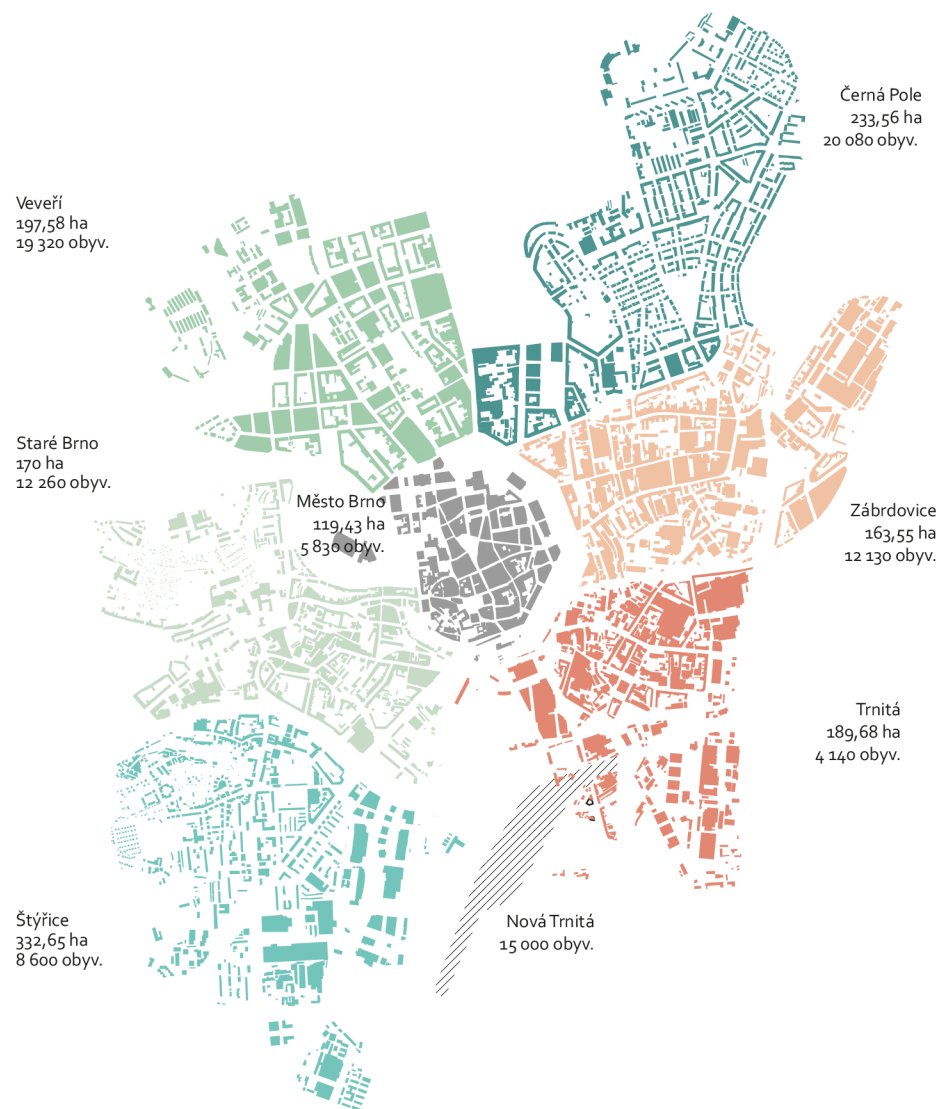 Černá Pole
233,56 ha
20 080 obyv.
Veveří
197,58 ha
19 320 obyv.
Staré Brno
170 ha
12 260 obyv.
Město Brno
119,43 ha
5 830 obyv.
Zábrdovice
163,55 ha
12 130 obyv.
Trnitá
189,68 ha
4 140 obyv.
Štýřice
332,65 ha
8 600 obyv.
Nová Trnitá
15 000 obyv.